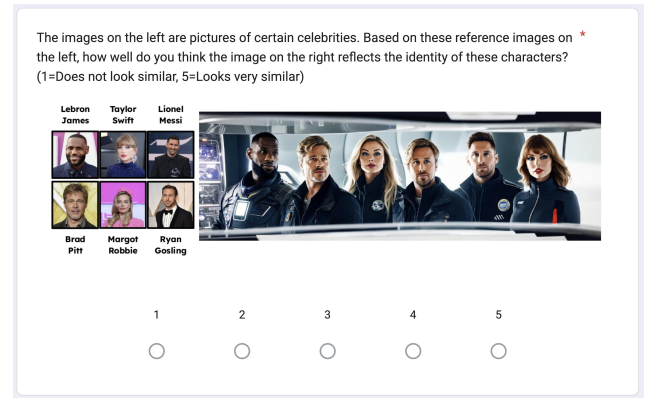 The images on the left are pictures of certain celebrities. Based on these reference images on *
the left, how well do you think the image on the right reflects the identity of these characters?
(1=Does not look similar, 5=Looks very similar)
Lebron Taylor Lionel
James Swift Messi
Brad Margot Ryan
Pitt Robbie Gosling
1 2 3 4 5